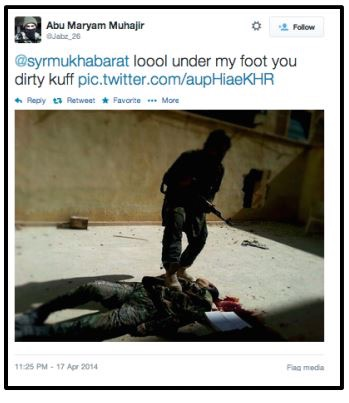 Abu Maryam Muhajir
@Jabz_26
Follow
@syrmukhabarat loool under my foot you
dirty kuff pic.twitter.com/aupHiaeKHR
Reply Retweet Favorite More
11:25 PM - 17 Apr 2014
Flag media